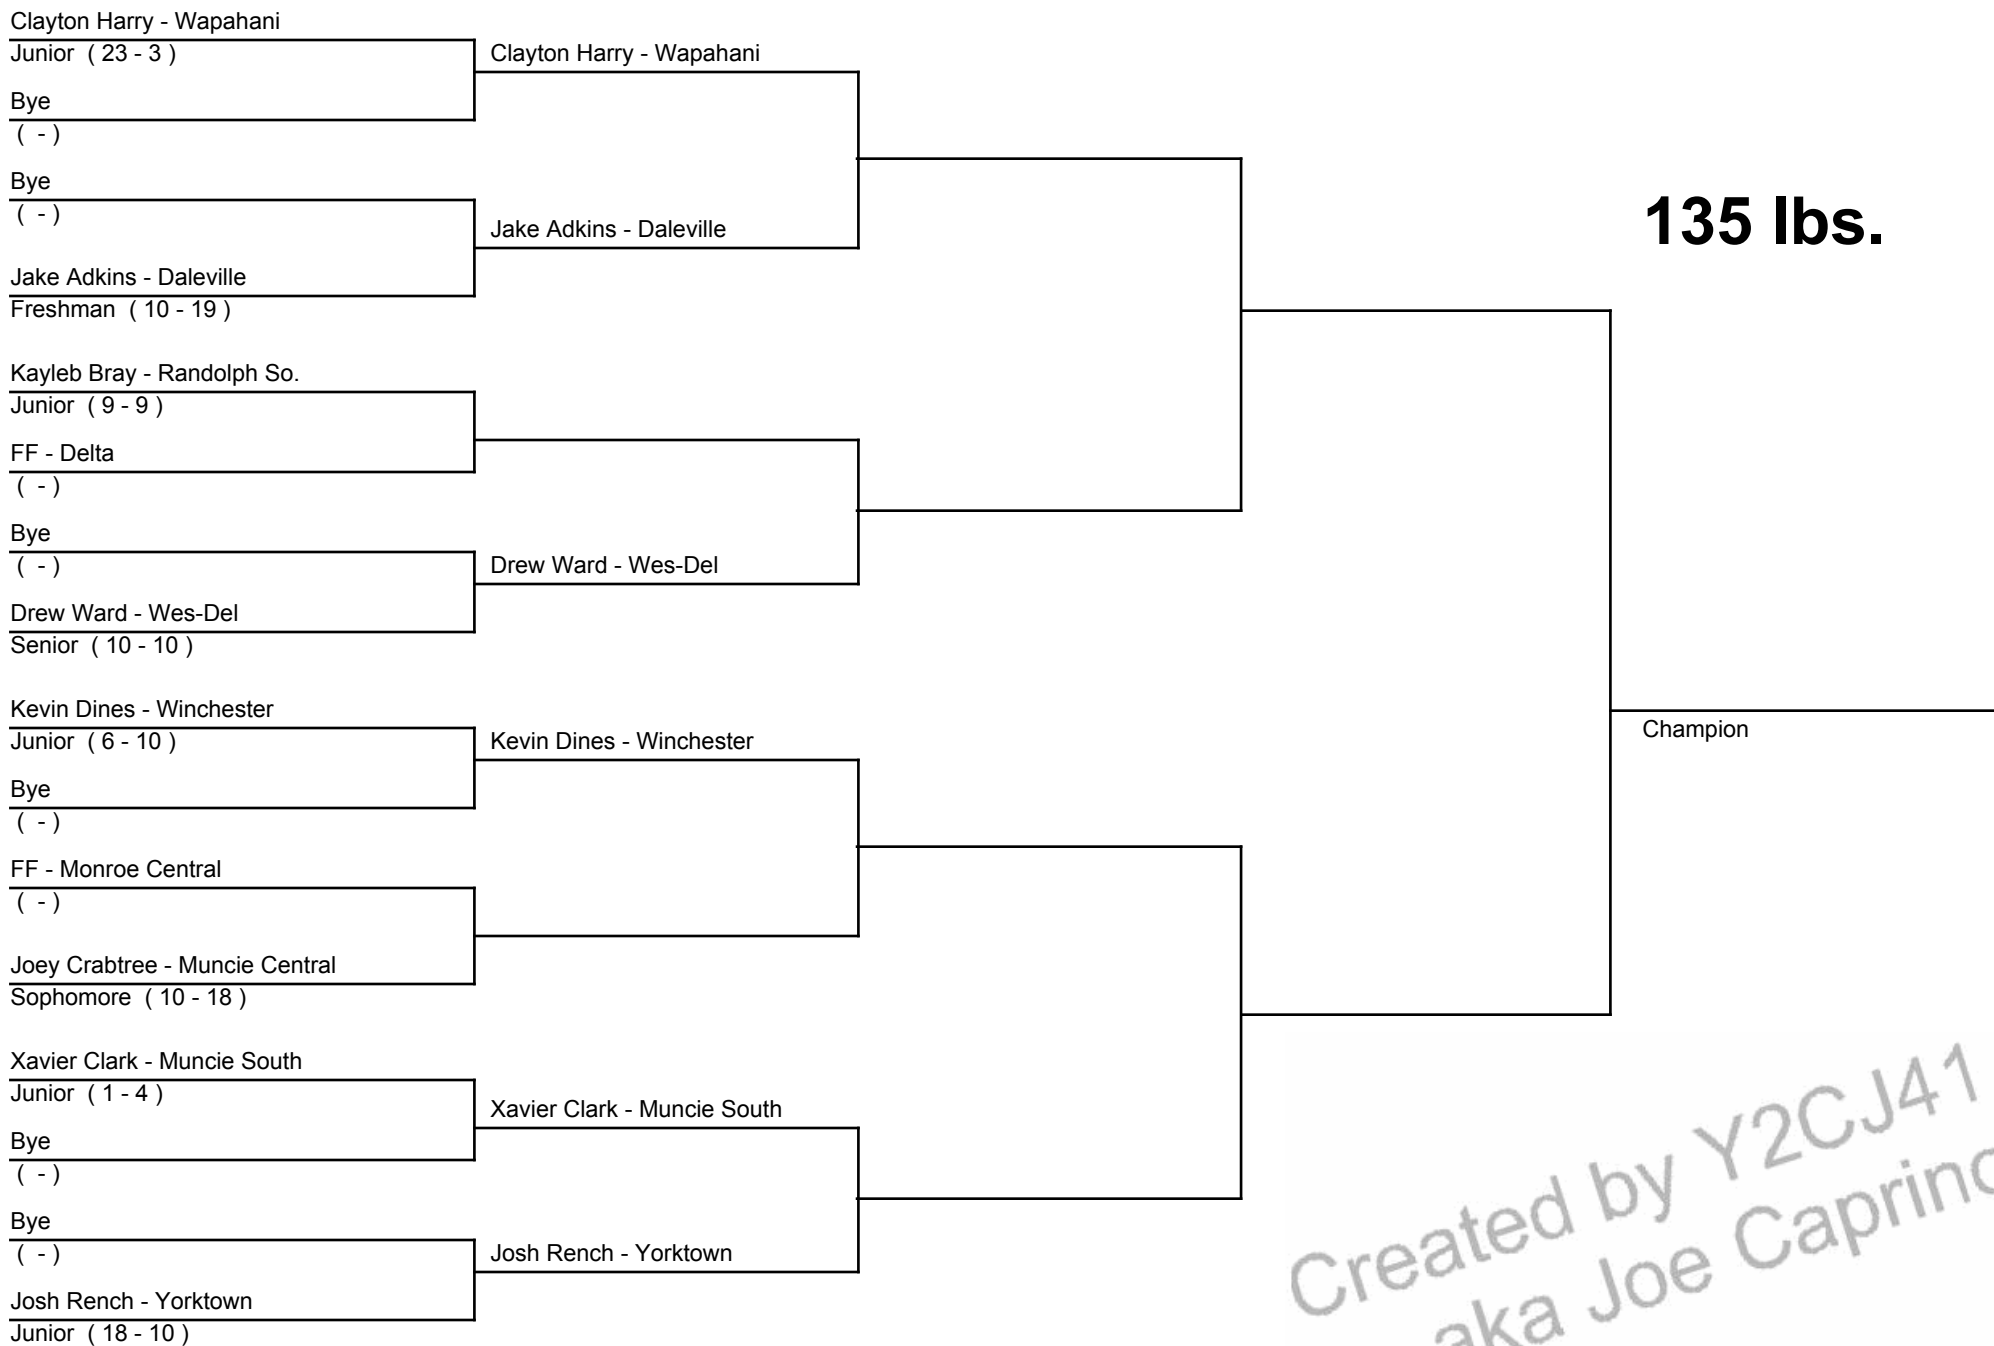 Clayton Harry - Wapahani
Junior ( 23 - 3 )
Clayton Harry - Wapahani
Bye
( - )
Bye
( - )
Jake Adkins - Daleville
135 lbs.
Jake Adkins - Daleville
Freshman ( 10 - 19 )
Kayleb Bray - Randolph So.
Junior ( 9 - 9 )
FF - Delta
( - )
Bye
( - )
Drew Ward - Wes-Del
Drew Ward - Wes-Del
Senior ( 10 - 10 )
Kevin Dines - Winchester
Junior ( 6 - 10 )
Kevin Dines - Winchester
Champion
Bye
( - )
FF - Monroe Central
( - )
Joey Crabtree - Muncie Central
Sophomore ( 10 - 18 )
Xavier Clark - Muncie South
Junior ( 1 - 4 )
Xavier Clark - Muncie South
Bye
( - )
Bye
( - )
Josh Rench - Yorktown
Josh Rench - Yorktown
Junior ( 18 - 10 )
Created by Y2CJ41
aka Joe Caprino